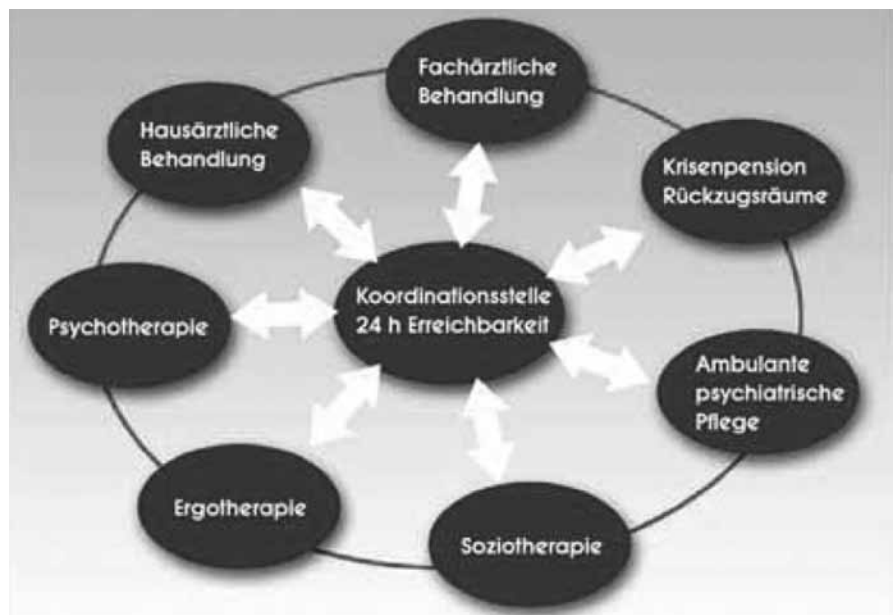 Fachärztliche
Behandlung
Hausärztliche
Behandlung
Krisenpension
Rückzugsräume
Koordinationsstelle
24 h Erreichbarkeit
Psychotherapie
Ambulante
psychiatrische
Pflege
Ergotherapie
Soziotherapie